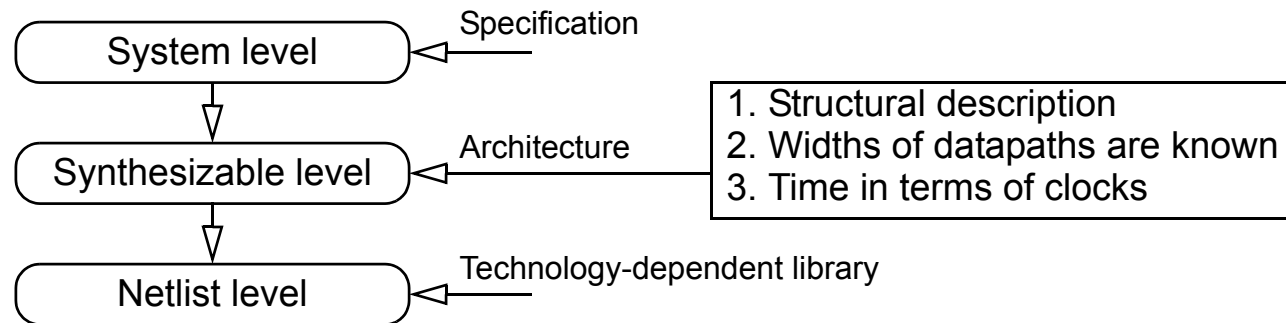 Specification
System level
1. Structural description
2. Widths of datapaths are known
3. Time in terms of clocks
Architecture
Synthesizable level
Technology-dependent library
Netlist level